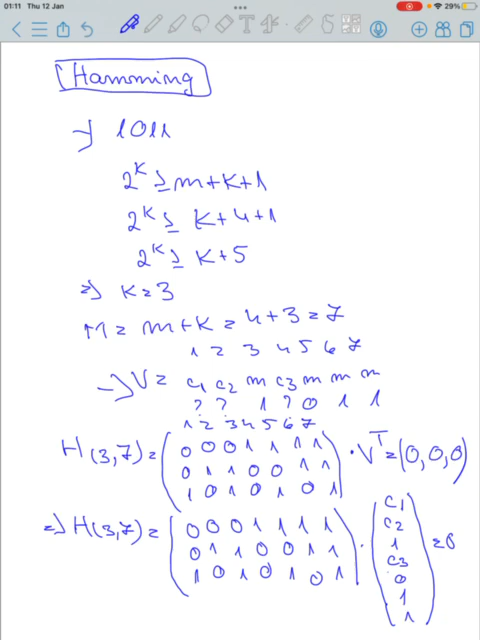 01:11 Thu 12 Jan
29%
Hamming
→ 1011
2^K ≥ m+K+1
2^K ≥ K+4+1
2^K ≥ K+5
=> K=3
n = m+K = 4+3 = 7
1 2 3 4 5 6 7
→ V = c1 c2 m c3 m m m
? ? 1 ? 0 1 1
1 2 3 4 5 6 7
H(3,7) = (0 0 0 1 1 1 1
0 1 1 0 0 1 1
1 0 1 0 1 0 1) · V^T = (0,0,0)
=> H(3,7) = (0 0 0 1 1 1 1
0 1 1 0 0 1 1
1 0 1 0 1 0 1) · (c1
c2
1
c3
0
1
1) = 0